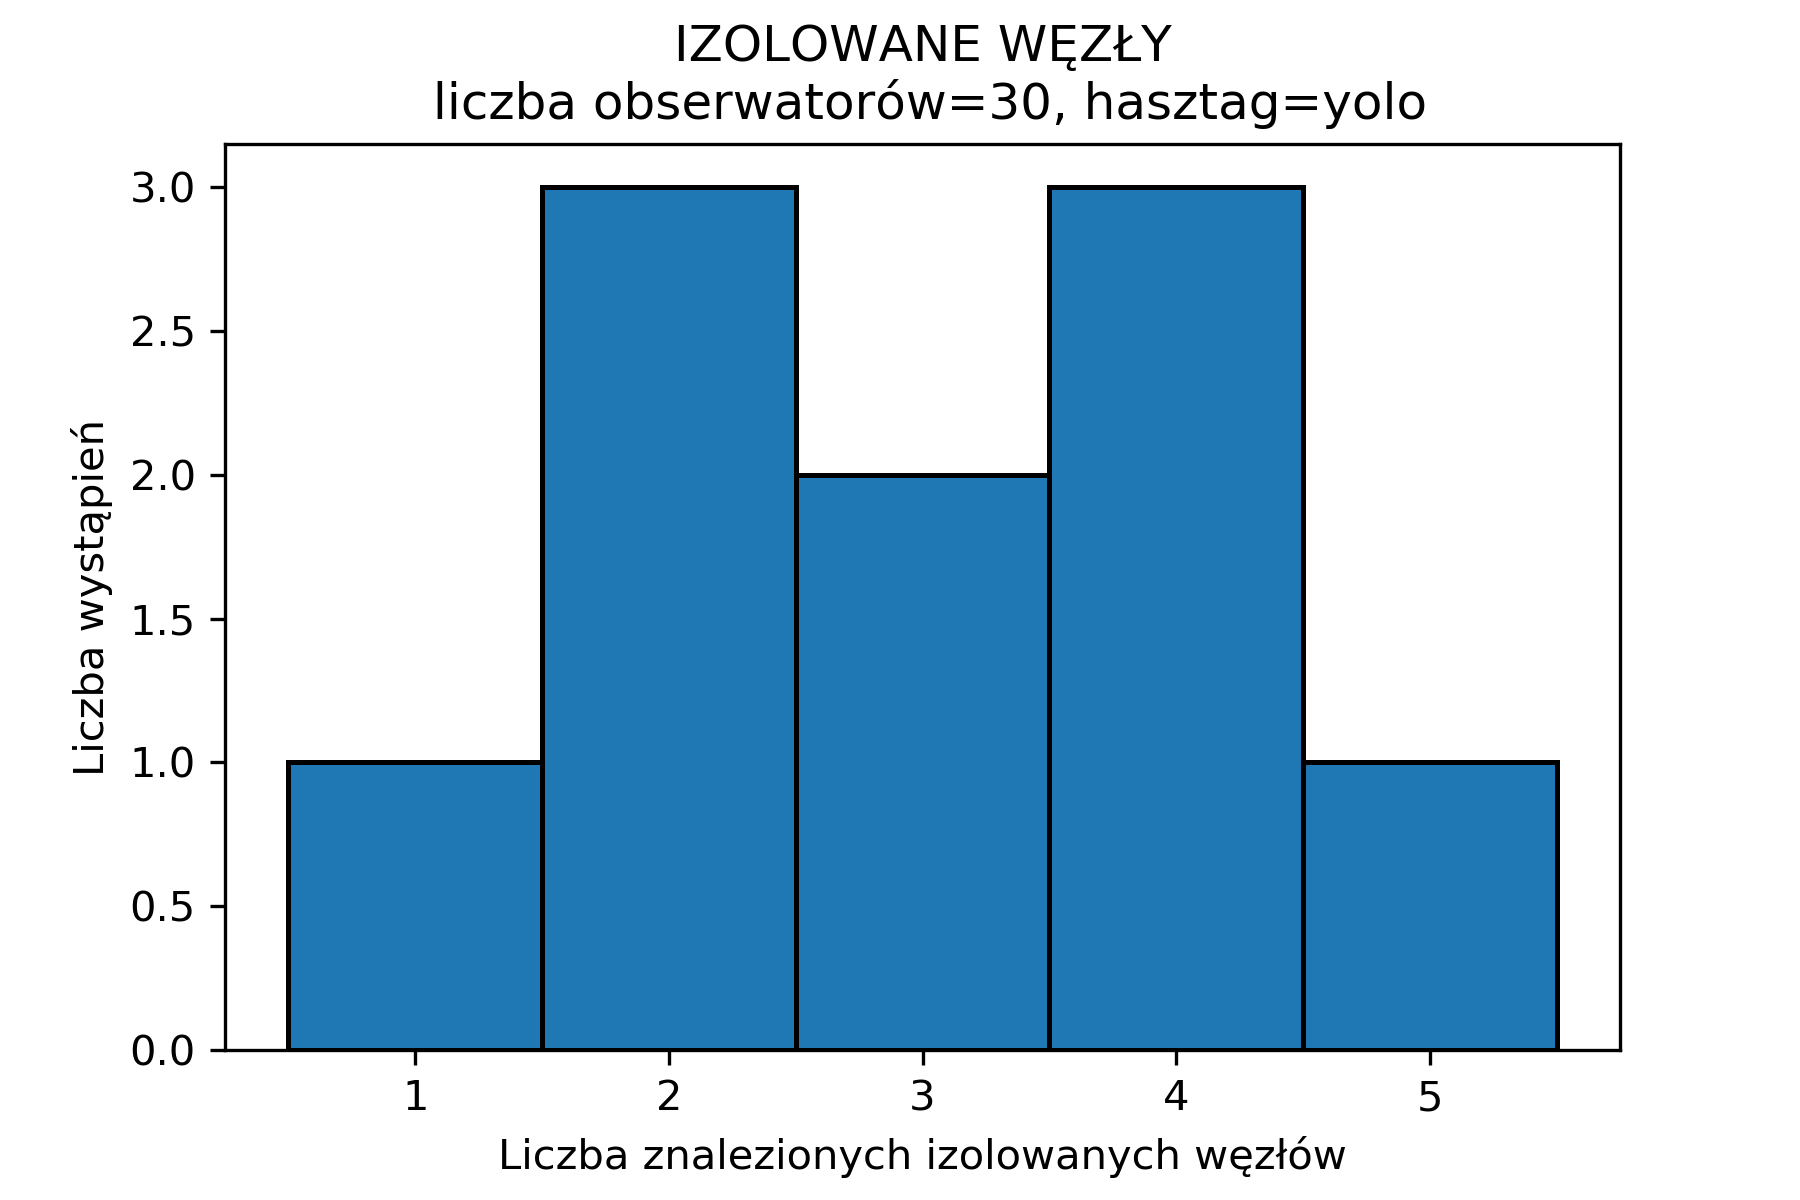 IZOLOWANE WĘZŁY
liczba obserwatorów=30, hasztag=yolo
3.0
2.5
2.0
1.5
1.0
0.5
0.0
Liczba wystąpień
1 2 3 4 5
Liczba znalezionych izolowanych węzłów